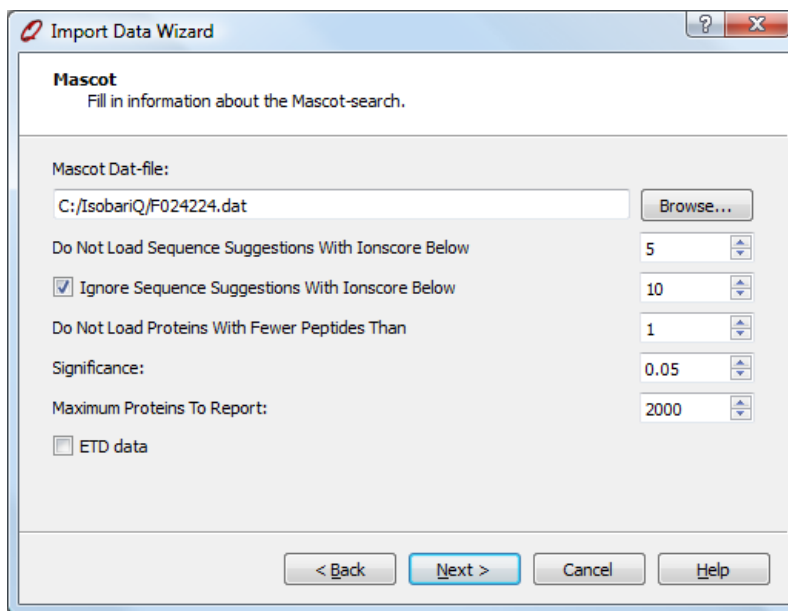 Import Data Wizard
Mascot
Fill in information about the Mascot-search.
Mascot Dat-file:
C:/IsobariQ/F024224.dat Browse...
Do Not Load Sequence Suggestions With Ionscore Below 5
Ignore Sequence Suggestions With Ionscore Below 10
Do Not Load Proteins With Fewer Peptides Than 1
Significance: 0.05
Maximum Proteins To Report: 2000
ETD data
< Back Next > Cancel Help